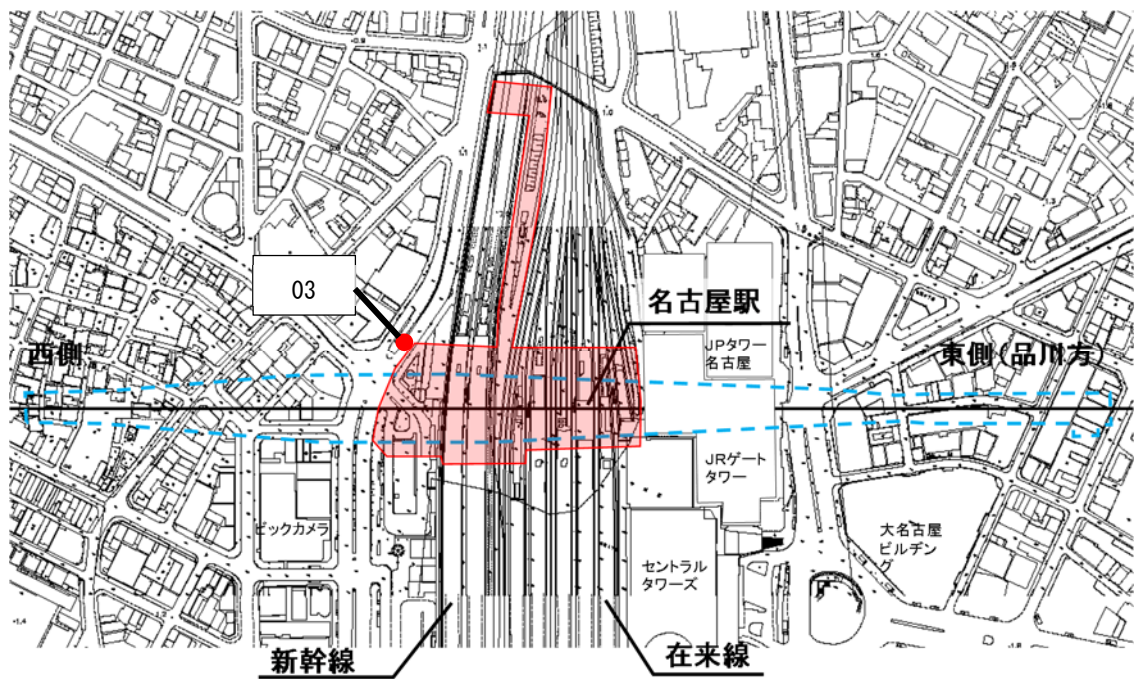 03
名古屋駅
JPタワー
名古屋
西側
東側(品川方)
JRゲート
タワー
ビックカメラ
大名古屋
ビルヂン
グ
セントラル
タワーズ
新幹線
在来線